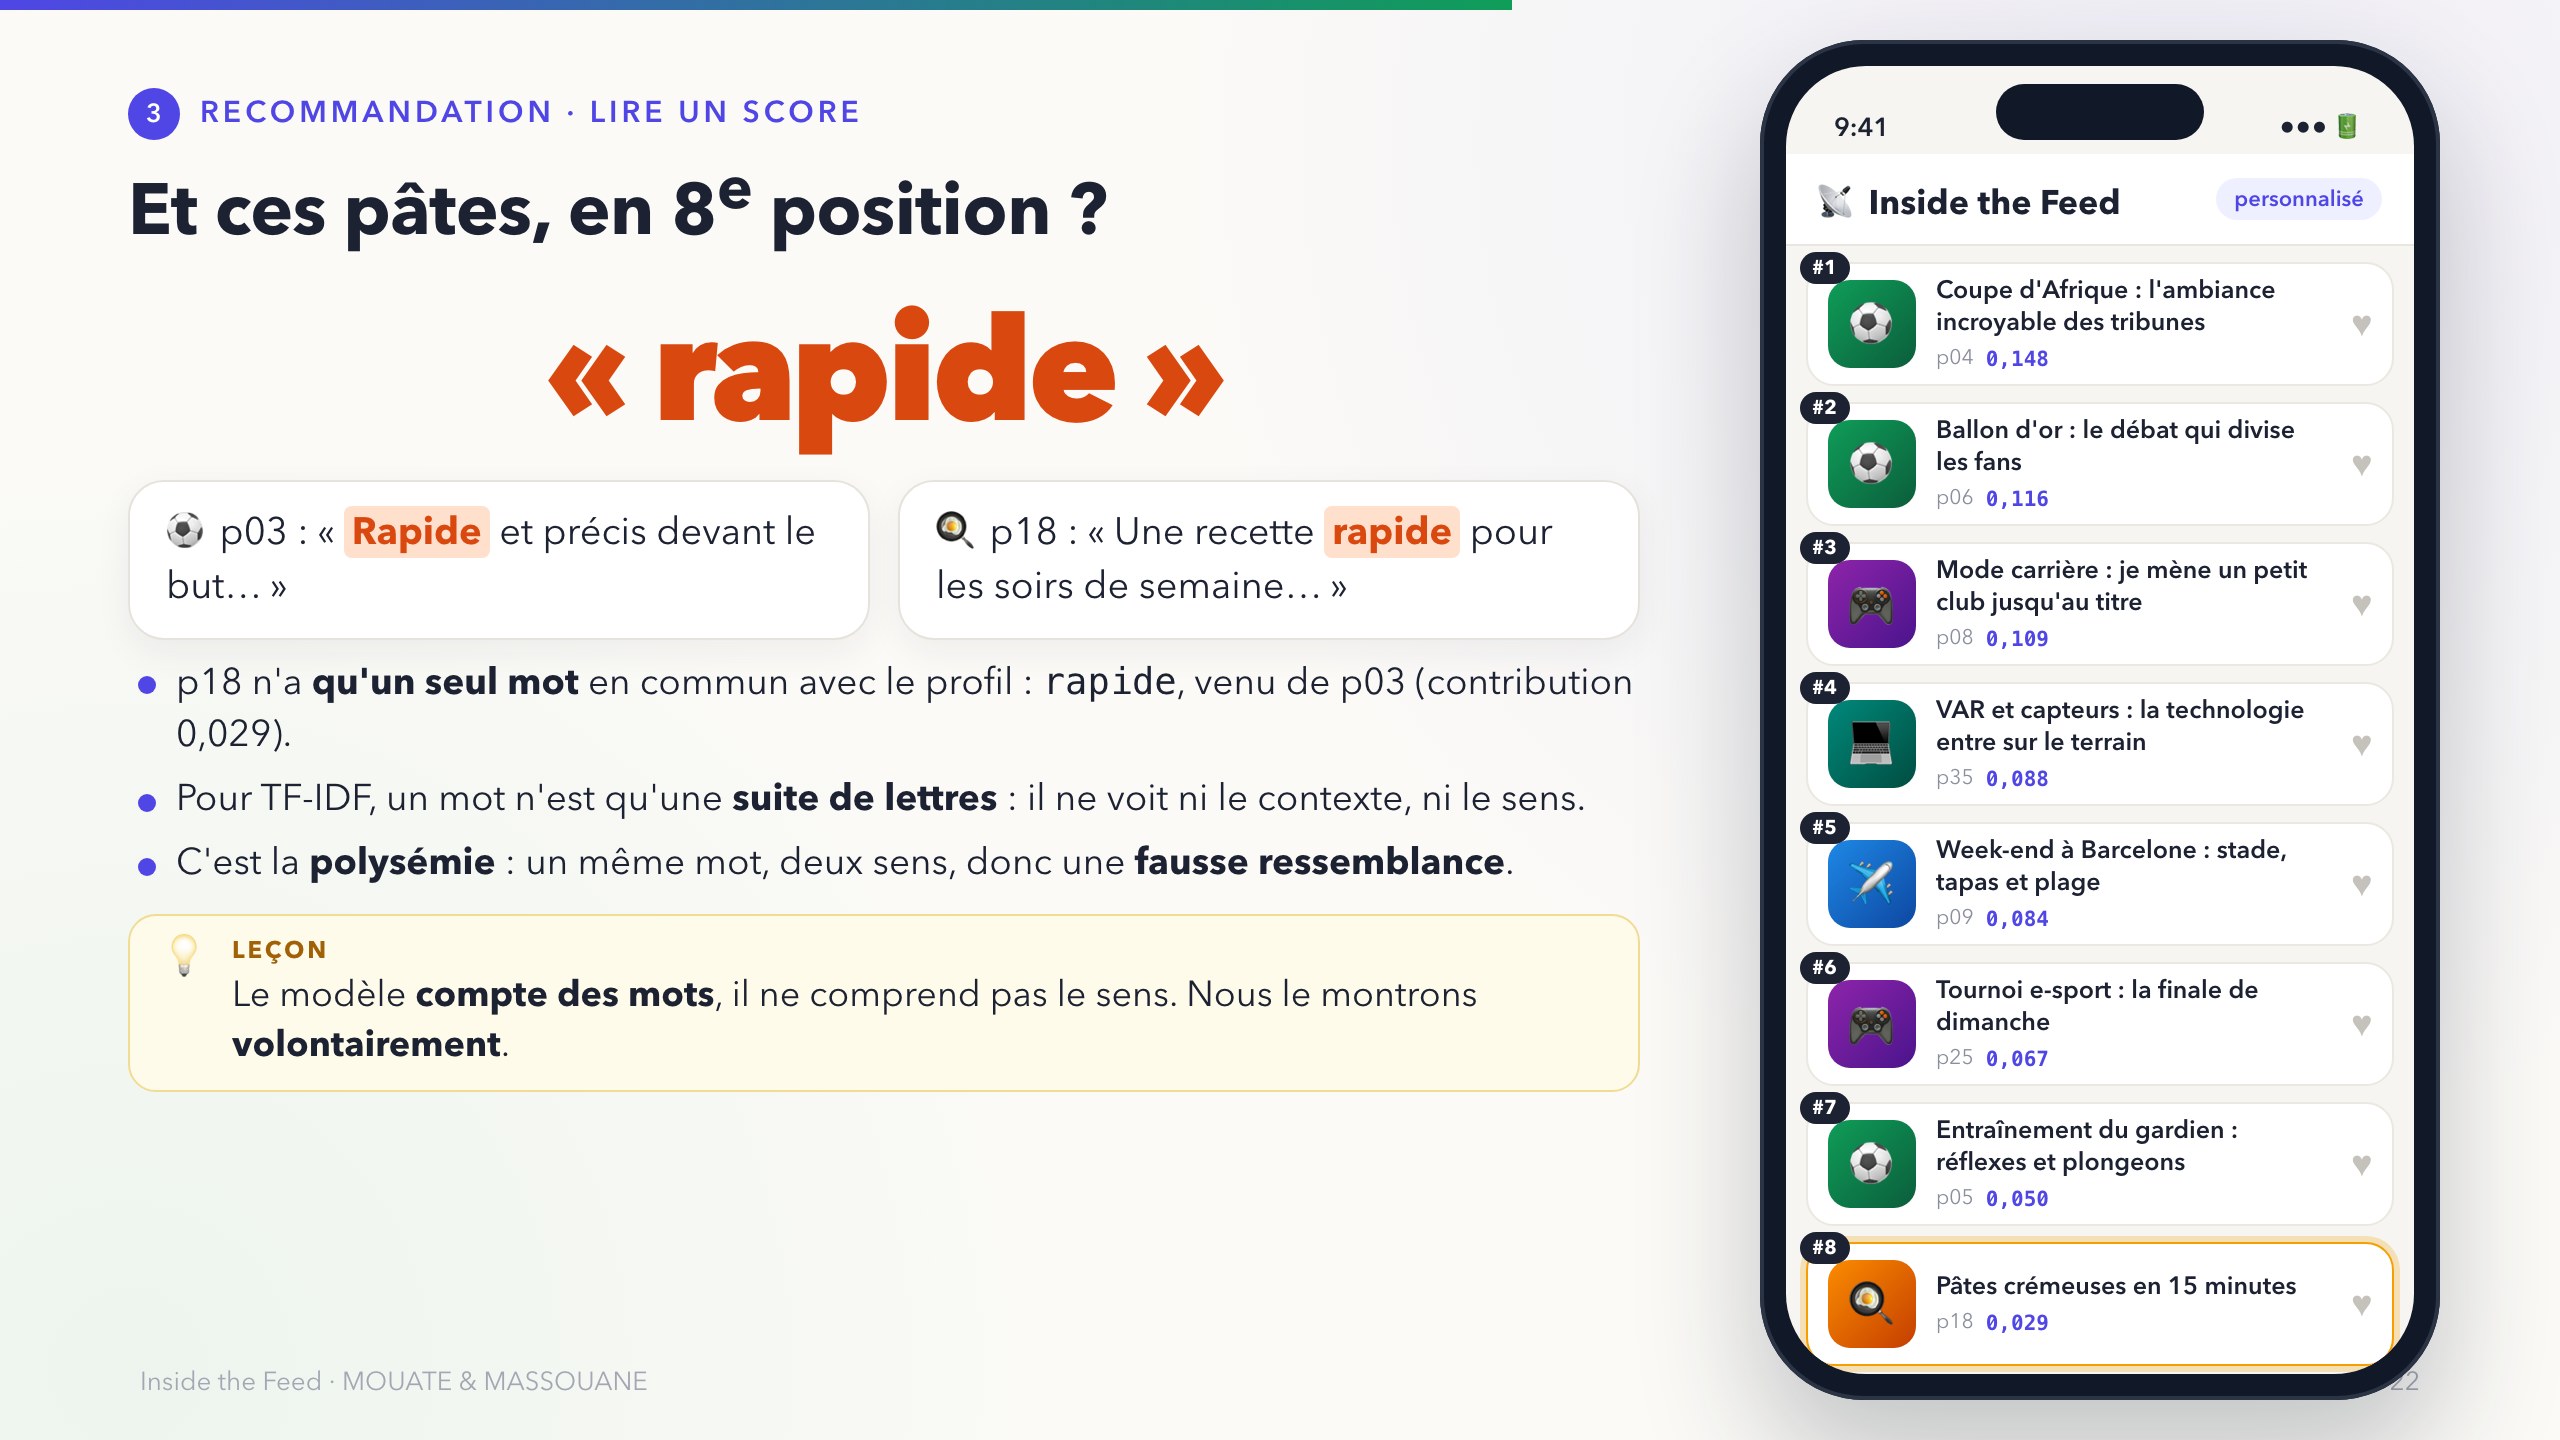 3 RECOMMANDATION · LIRE UN SCORE
Et ces pâtes, en 8e position ?
« rapide »
p03 : « Rapide et précis devant le
but… »
p18 : « Une recette rapide pour
les soirs de semaine… »
p18 n'a qu'un seul mot en commun avec le profil : rapide, venu de p03 (contribution
0,029).
Pour TF-IDF, un mot n'est qu'une suite de lettres : il ne voit ni le contexte, ni le sens.
C'est la polysémie : un même mot, deux sens, donc une fausse ressemblance.
LEÇON
Le modèle compte des mots, il ne comprend pas le sens. Nous le montrons
volontairement.
Inside the Feed · MOUATE & MASSOUANE
9:41
Inside the Feed
personnalisé
#1
Coupe d'Afrique : l'ambiance
incroyable des tribunes
p04 0,148
#2
Ballon d'or : le débat qui divise
les fans
p06 0,116
#3
Mode carrière : je mène un petit
club jusqu'au titre
p08 0,109
#4
VAR et capteurs : la technologie
entre sur le terrain
p35 0,088
#5
Week-end à Barcelone : stade,
tapas et plage
p09 0,084
#6
Tournoi e-sport : la finale de
dimanche
p25 0,067
#7
Entraînement du gardien :
réflexes et plongeons
p05 0,050
#8
Pâtes crémeuses en 15 minutes
p18 0,029
22